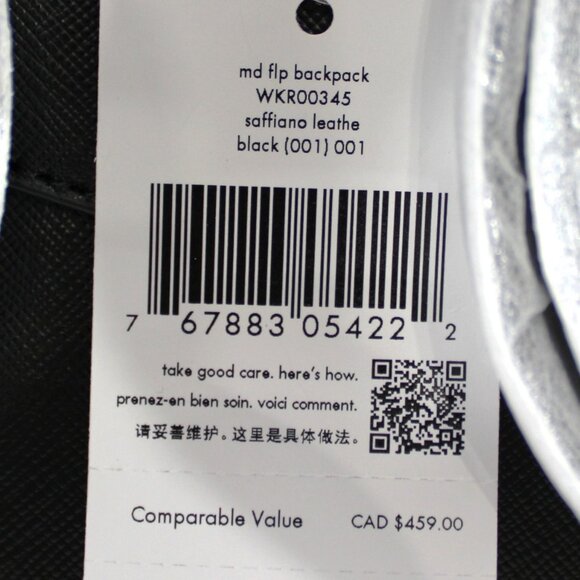 md flp backpack
WKR00345
saffiano leathe
black (001) 001
7 67883 05422 2
take good care. here's how.
prenez-en bien soin. voici comment.
请妥善维护。这里是具体做法。
Comparable Value CAD $459.00